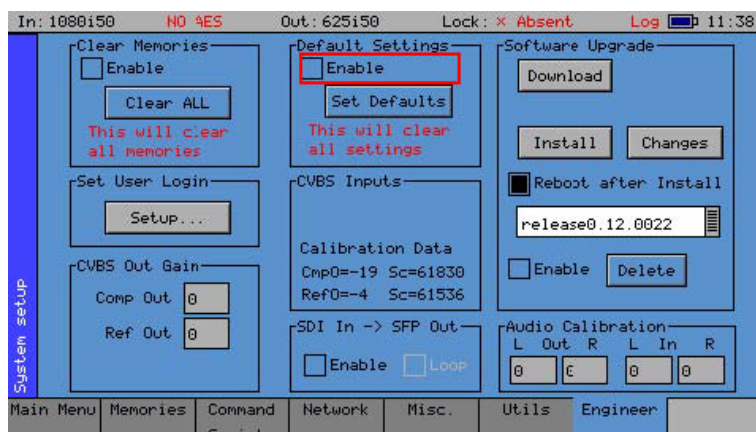 In: 1080i50 NO AES Out: 625i50 Lock: × Absent Log 11:38
Clear Memories
Enable
Clear ALL
This will clear
all memories
Set User Login
Setup...
CVBS Out Gain
Comp Out 0
Ref Out 0
Default Settings
Enable
Set Defaults
This will clear
all settings
CVBS Inputs
Calibration Data
Cmp0=-19 Sc=61830
Ref0=-4 Sc=61536
SDI In -> SFP Out
Enable Loop
Software Upgrade
Download
Install Changes
Reboot after Install
release0.12.0022
Enable Delete
Audio Calibration
L Out R L In R
0 0 0
System setup
Main Menu Memories Command Network Misc. Utils Engineer